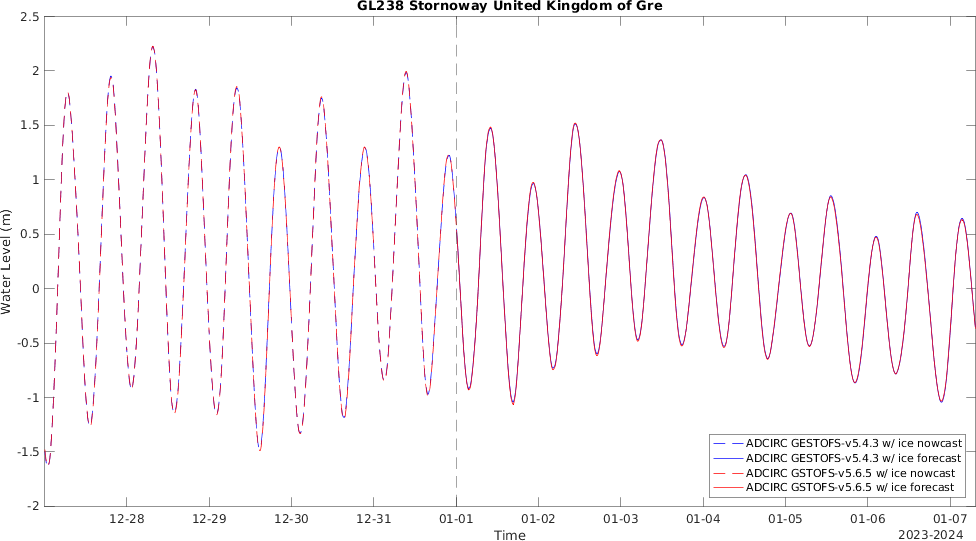 GL238 Stornoway United Kingdom of Gre
2.5
2
1.5
1
0.5
0
-0.5
-1
-1.5
-2
Water Level (m)
ADCIRC GESTOFS-v5.4.3 w/ ice nowcast
ADCIRC GESTOFS-v5.4.3 w/ ice forecast
ADCIRC GSTOFS-v5.6.5 w/ ice nowcast
ADCIRC GSTOFS-v5.6.5 w/ ice forecast
12-28 12-29 12-30 12-31 01-01 01-02 01-03 01-04 01-05 01-06 01-07
Time
2023-2024